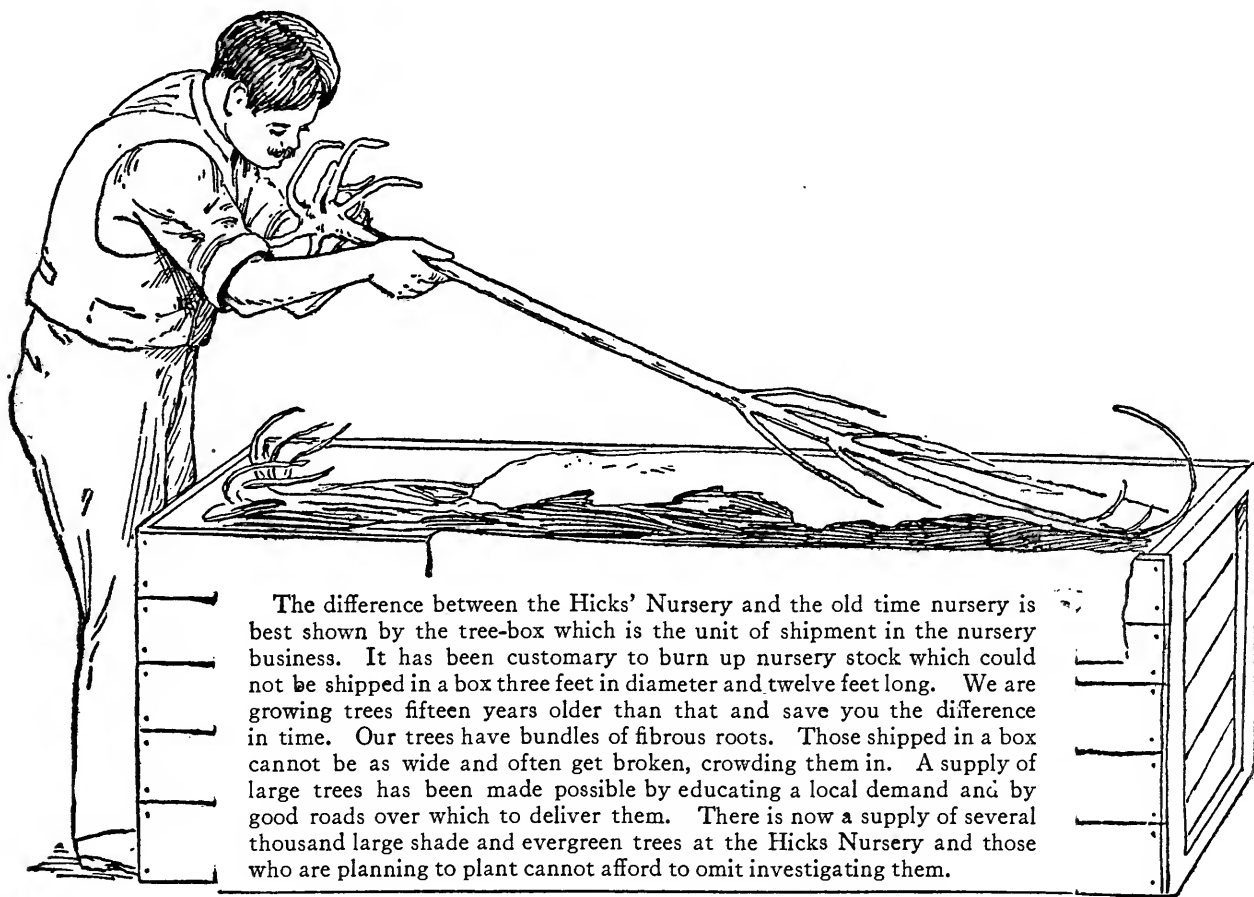 The difference between the Hicks' Nursery and the old time nursery is
best shown by the tree-box which is the unit of shipment in the nursery
business. It has been customary to burn up nursery stock which could
not be shipped in a box three feet in diameter and twelve feet long. We are
growing trees fifteen years older than that and save you the difference
in time. Our trees have bundles of fibrous roots. Those shipped in a box
cannot be as wide and often get broken, crowding them in. A supply of
large trees has been made possible by educating a local demand and by
good roads over which to deliver them. There is now a supply of several
thousand large shade and evergreen trees at the Hicks Nursery and those
who are planning to plant cannot afford to omit investigating them.